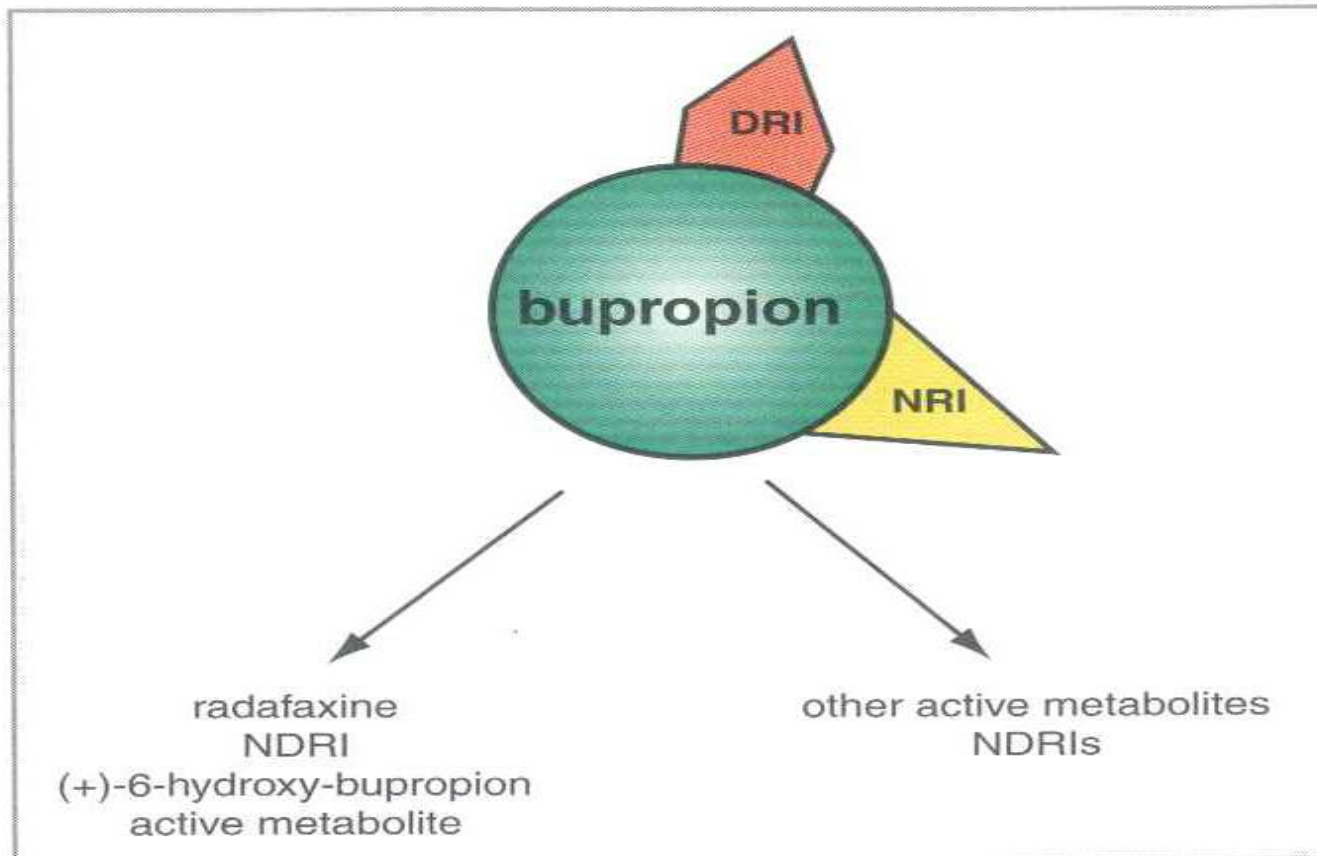 DRI
bupropion
NRI
radafaxine
NDRI
(+)-6-hydroxy-bupropion
active metabolite
other active metabolites
NDRIs